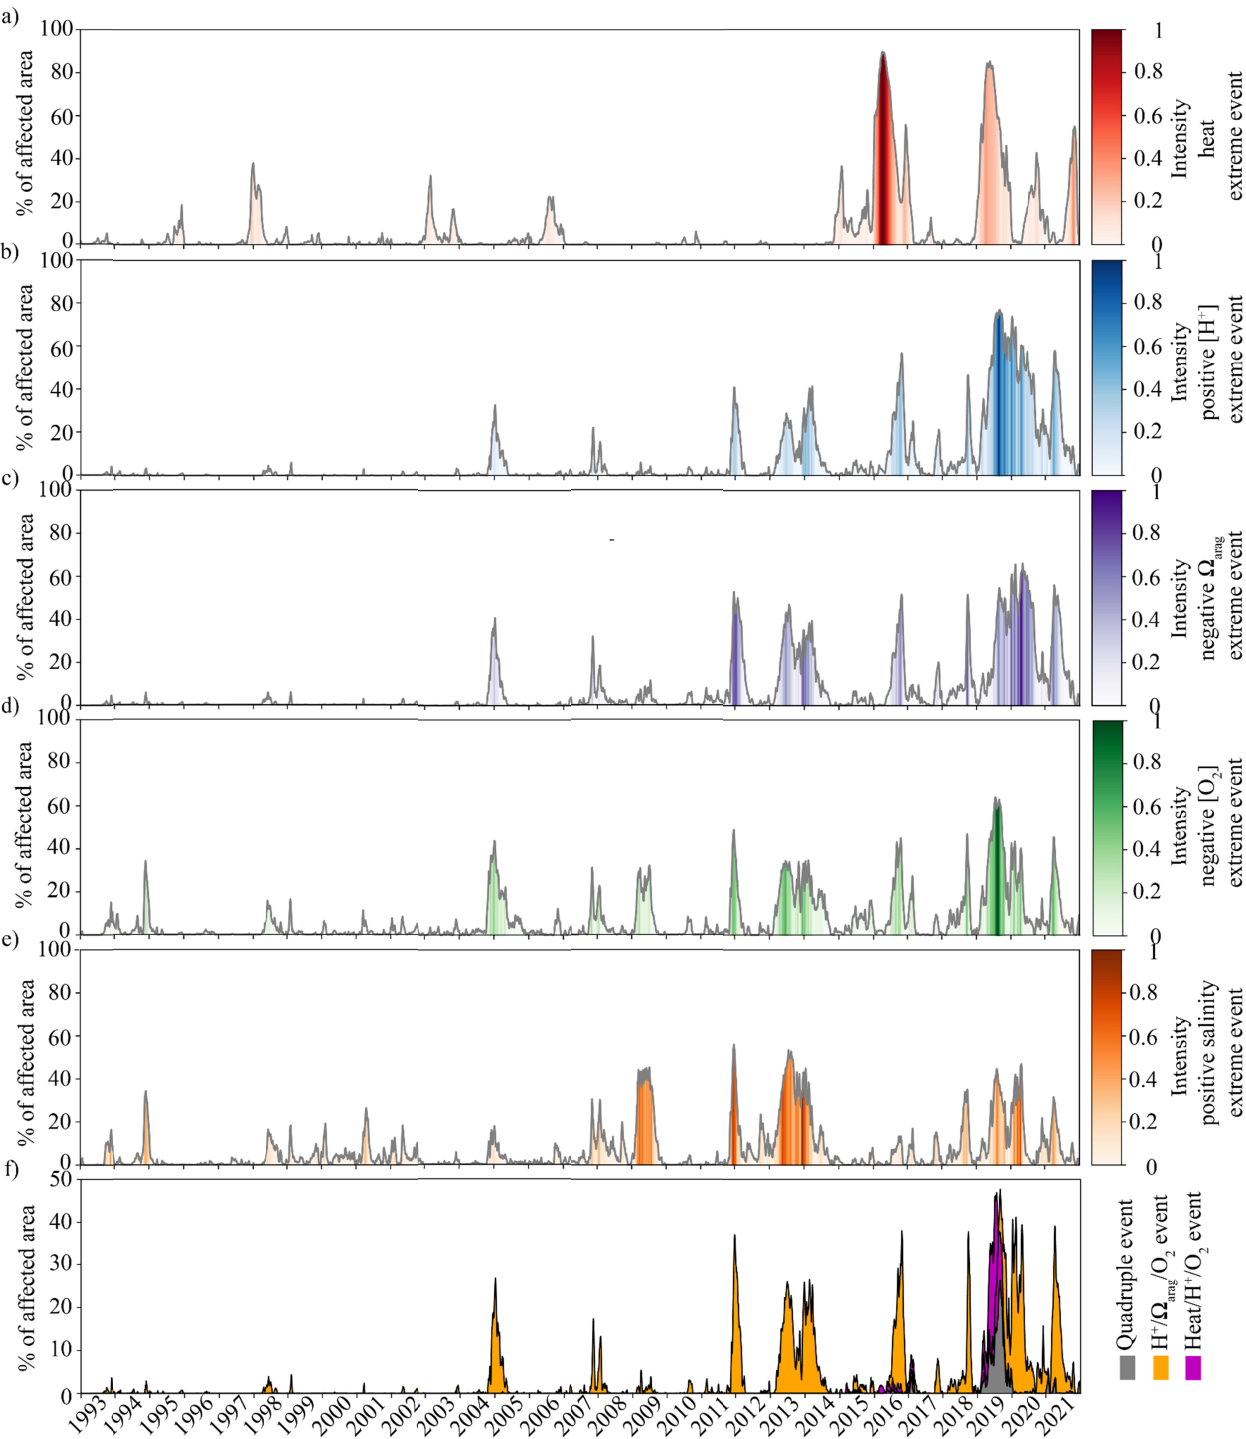 a)
100
80
60
40
20
0
% of affected area
1
0.8
0.6
0.4
0.2
0
Intensity
heat
extreme event
b)
100
80
60
40
20
0
% of affected area
1
0.8
0.6
0.4
0.2
0
Intensity
positive [H⁺]
extreme event
c)
100
80
60
40
20
0
% of affected area
1
0.8
0.6
0.4
0.2
0
Intensity
negative Ωarag
extreme event
d)
100
80
60
40
20
0
% of affected area
1
0.8
0.6
0.4
0.2
0
Intensity
negative [O₂]
extreme event
e)
100
80
60
40
20
0
% of affected area
1
0.8
0.6
0.4
0.2
0
Intensity
positive salinity
extreme event
f)
50
40
30
20
10
0
% of affected area
Quadruple event
H⁺/Ωarag/O₂ event
Heat/H⁺/O₂ event
1993 1994 1995 1996 1997 1998 1999 2000 2001 2002 2003 2004 2005 2006 2007 2008 2009 2010 2011 2012 2013 2014 2015 2016 2017 2018 2019 2020 2021